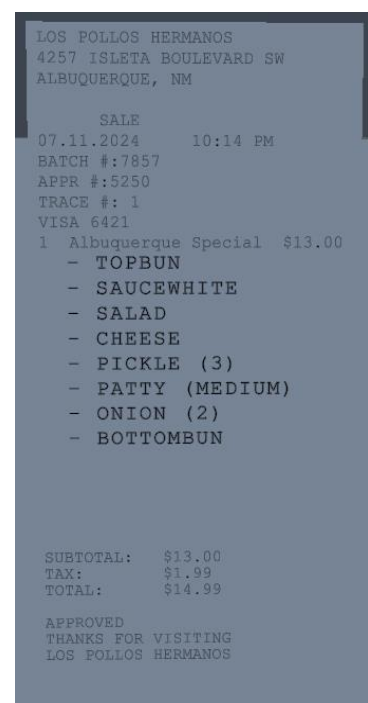 LOS POLLOS HERMANOS
4257 ISLETA BOULEVARD SW
ALBUQUERQUE, NM
SALE
07.11.2024 10:14 PM
BATCH #:7857
APPR #:5250
TRACE #: 1
VISA 6421
1 Albuquerque Special $13.00
- TOPBUN
- SAUCEWHITE
- SALAD
- CHEESE
- PICKLE (3)
- PATTY (MEDIUM)
- ONION (2)
- BOTTOMBUN
SUBTOTAL: $13.00
TAX: $1.99
TOTAL: $14.99
APPROVED
THANKS FOR VISITING
LOS POLLOS HERMANOS